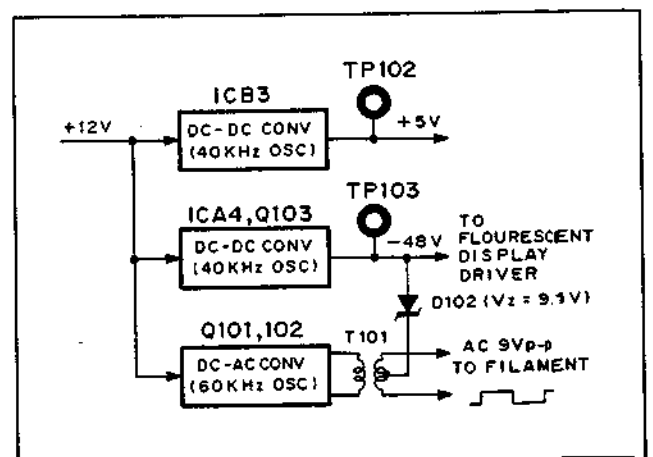 TP102
ICB3
+12V
DC-DC CONV
(40KHz OSC)
+5V
TP103
ICA4,Q103
DC-DC CONV
(40KHz OSC)
-48V
TO
FLOURESCENT
DISPLAY
DRIVER
D102 (Vz = 9.1V)
Q101,102
DC-AC CONV
(60KHz OSC)
T101
AC 9Vp-p
TO FILAMENT